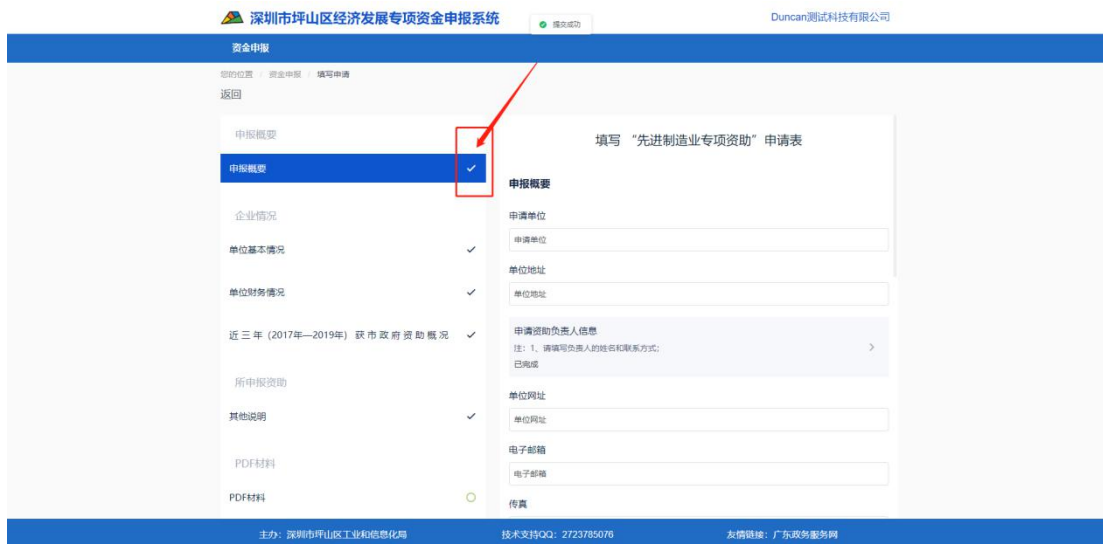 深圳市坪山区经济发展专项资金申报系统
提交成功
Duncan测试科技有限公司
资金申报
您的位置 / 资金申报 / 填写申请
返回
申报概要
申报概要
企业情况
单位基本情况
单位财务情况
近三年 (2017年—2019年) 获市政府资助概况
所申报资助
其他说明
PDF材料
PDF材料
填写 “先进制造业专项资助” 申请表
申报概要
申请单位
申请单位
单位地址
单位地址
申请资助负责人信息
注：1、请填写负责人的姓名和联系方式;
已完成
单位网址
单位网址
电子邮箱
电子邮箱
传真
主办：深圳市坪山区工业和信息化局
技术支持QQ：2723785076
友情链接：广东政务服务网